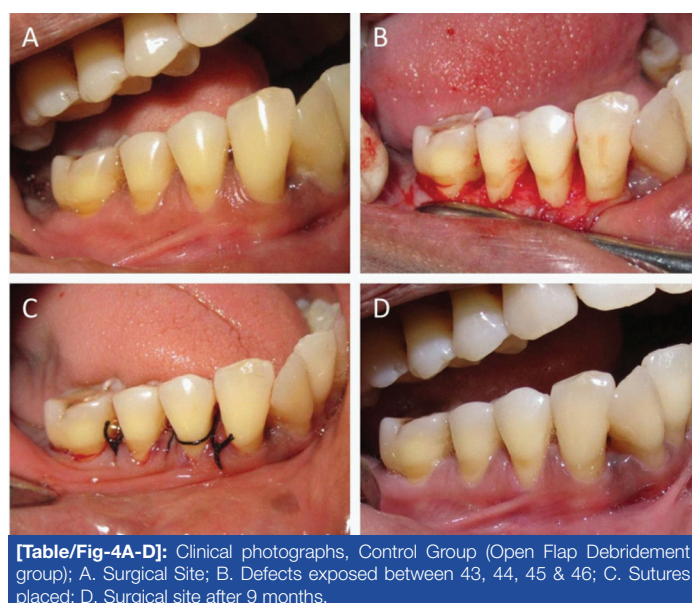 A
B
C
D
[Table/Fig-4A-D]: Clinical photographs, Control Group (Open Flap Debridement
group); A. Surgical Site; B. Defects exposed between 43, 44, 45 & 46; C. Sutures
placed; D. Surgical site after 9 months.